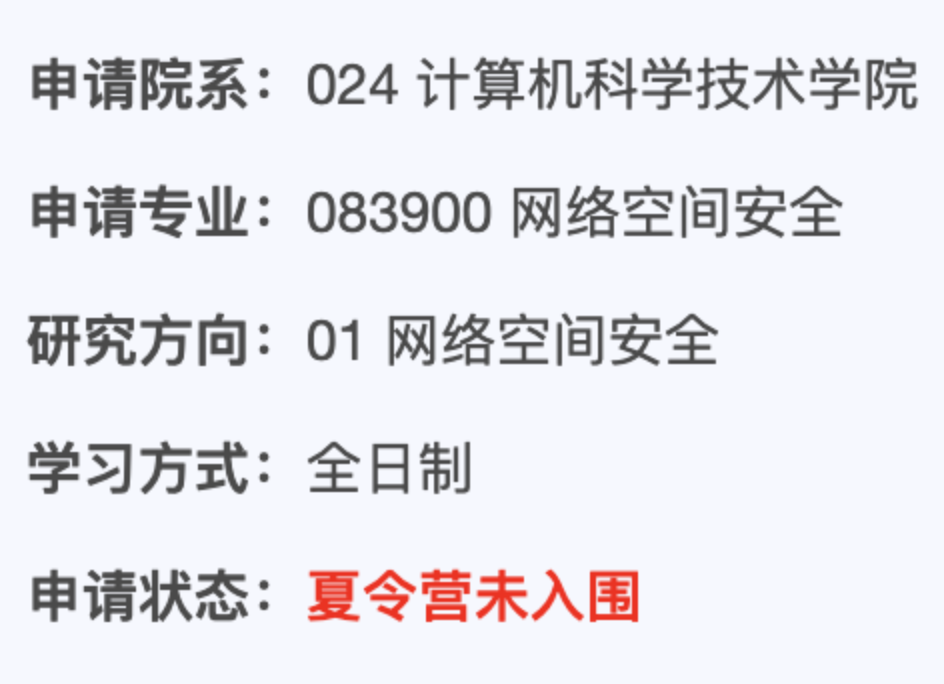 申请院系：024 计算机科学技术学院
申请专业：083900 网络空间安全
研究方向：01 网络空间安全
学习方式：全日制
申请状态：夏令营未入围